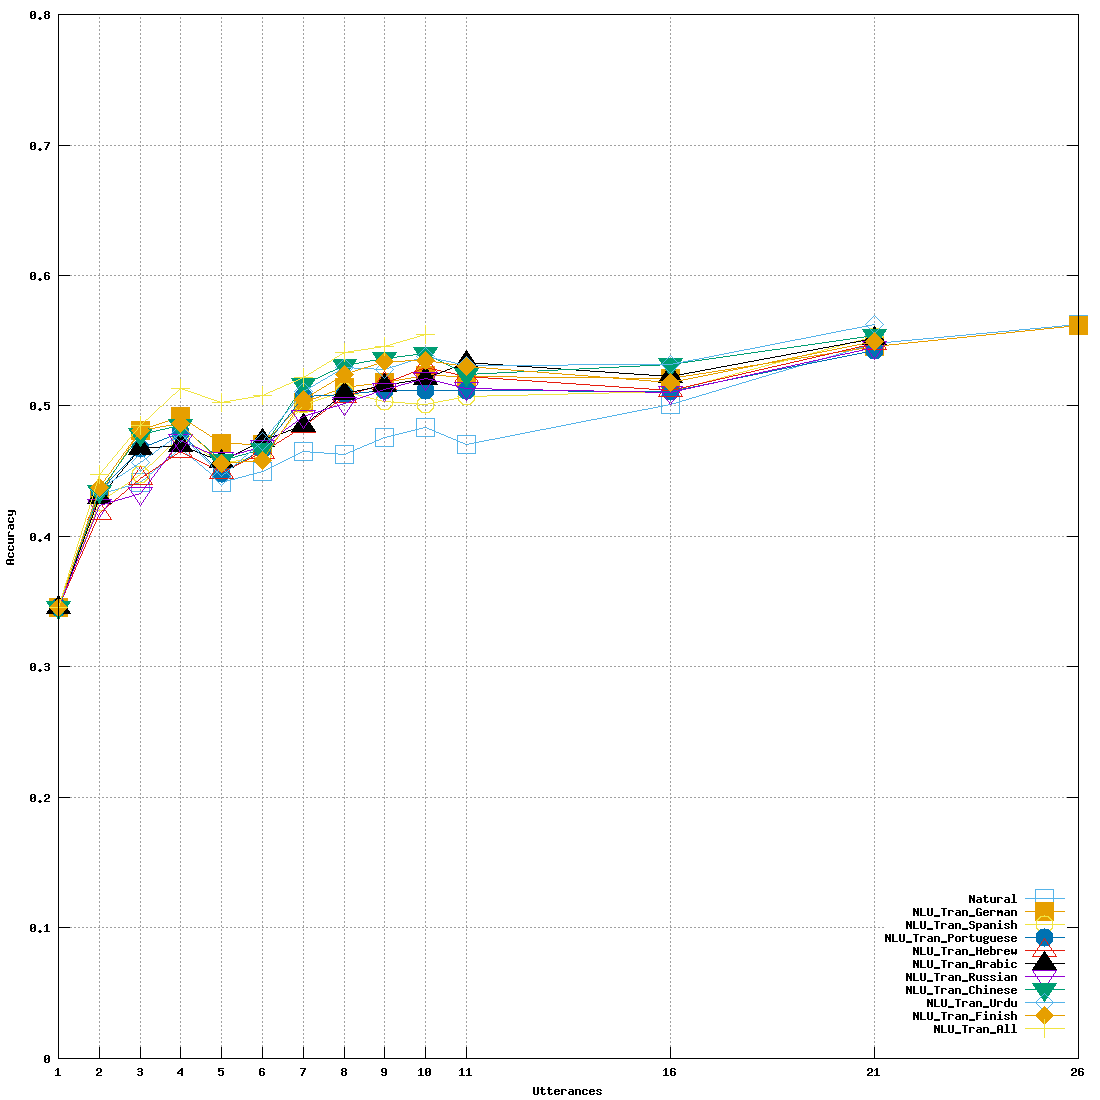 0.8
0.7
0.6
0.5
0.4
0.3
0.2
0.1
0
Accuracy
1 2 3 4 5 6 7 8 9 10 11 16 21 26
Utterances
Natural
NLU_Tran_German
NLU_Tran_Spanish
NLU_Tran_Portuguese
NLU_Tran_Hebrew
NLU_Tran_Arabic
NLU_Tran_Russian
NLU_Tran_Chinese
NLU_Tran_Urdu
NLU_Tran_Finish
NLU_Tran_All